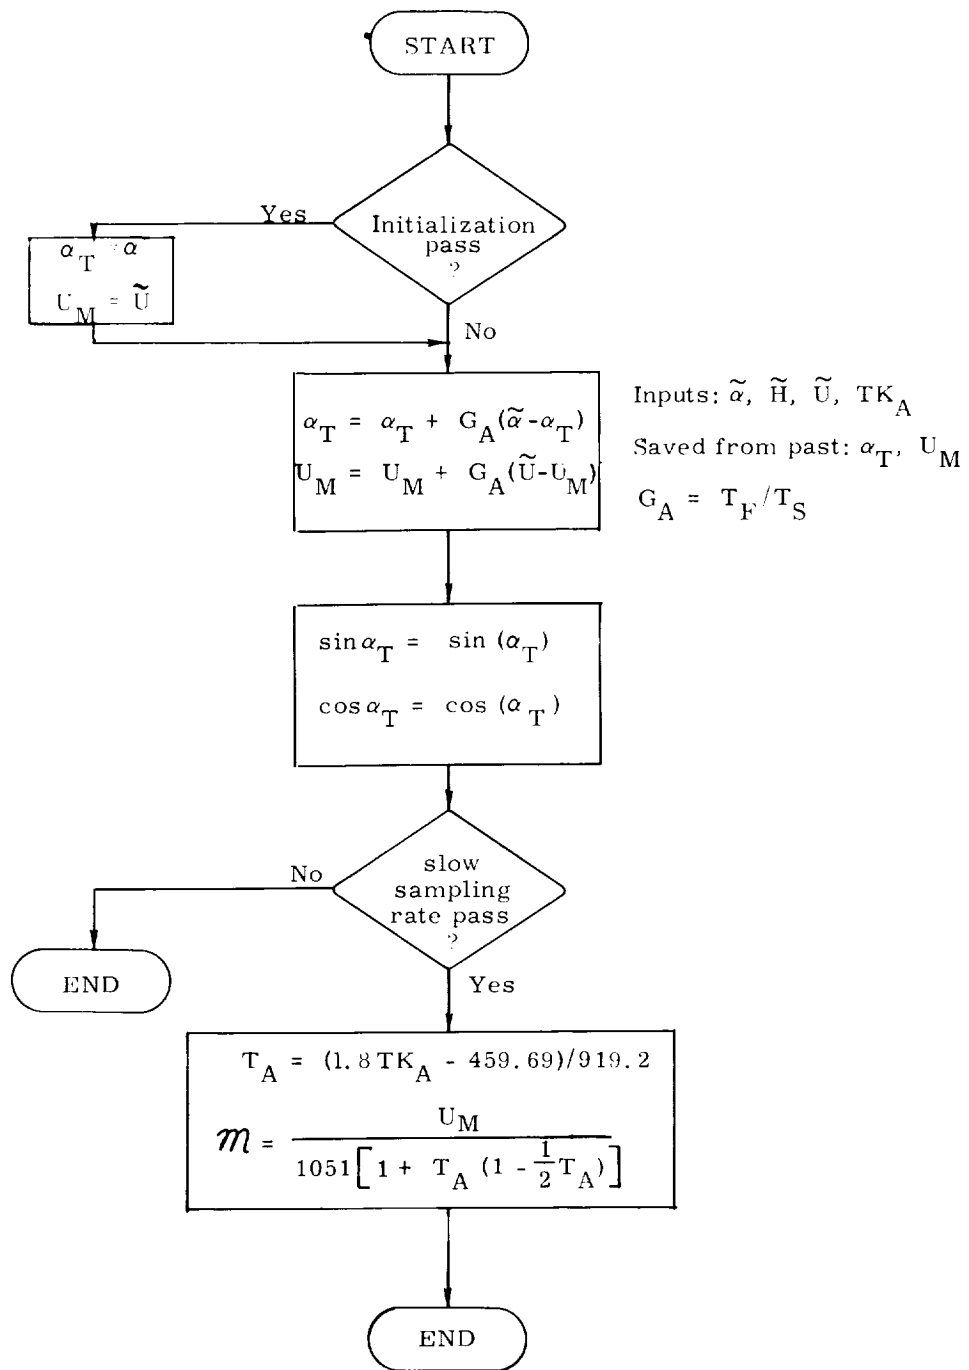 START
Initialization
pass
?
Yes
α_T = α
U_M = Ũ
No
α_T = α_T + G_A(α̃-α_T)
U_M = U_M + G_A(Ũ-U_M)
Inputs: α̃, H̃, Ũ, TK_A
Saved from past: α_T, U_M
G_A = T_F/T_S
sin α_T = sin (α_T)
cos α_T = cos (α_T)
slow
sampling
rate pass
?
No
END
Yes
T_A = (1.8 TK_A - 459.69)/919.2
𝓜 = U_M / 1051[1 + T_A (1 - 1/2 T_A)]
END